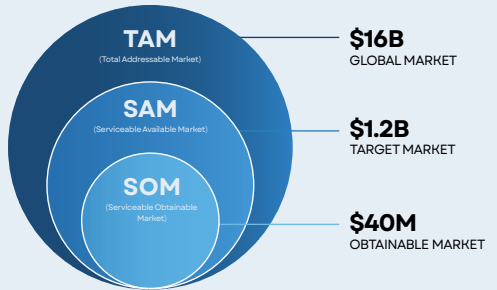 TAM
(Total Addressable Market)
$16B
GLOBAL MARKET
SAM
(Serviceable Available Market)
$1.2B
TARGET MARKET
SOM
(Serviceable Obtainable
Market)
$40M
OBTAINABLE MARKET